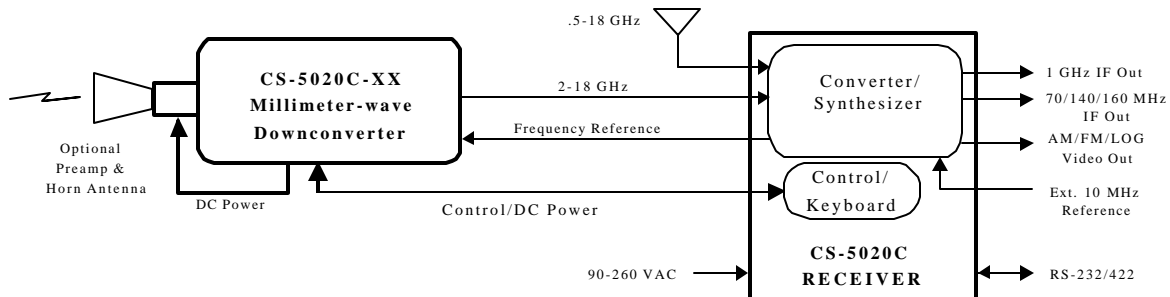 .5-18 GHz
CS-5020C-XX
Millimeter-wave
Downconverter
Optional
Preamp &
Horn Antenna
DC Power
2-18 GHz
Frequency Reference
Control/DC Power
Converter/
Synthesizer
Control/
Keyboard
CS-5020C
RECEIVER
90-260 VAC
1 GHz IF Out
70/140/160 MHz
IF Out
AM/FM/LOG
Video Out
Ext. 10 MHz
Reference
RS-232/422